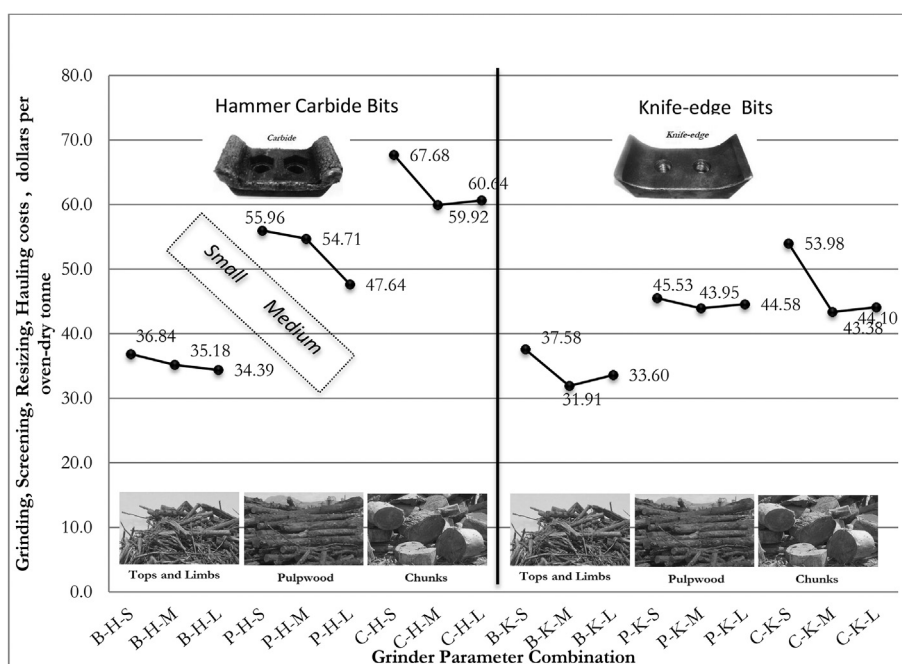 Grinding, Screening, Resizing, Hauling costs , dollars per
oven-dry tonne
80.0
70.0
60.0
50.0
40.0
30.0
20.0
10.0
0.0
Hammer Carbide Bits
Carbide
Knife-edge Bits
Knife-edge
Small
Medium
36.84
35.18
34.39
55.96
54.71
47.64
67.68
59.92
60.64
37.58
31.91
33.60
45.53
43.95
44.58
53.98
43.38
44.10
Tops and Limbs
Pulpwood
Chunks
Tops and Limbs
Pulpwood
Chunks
B-H-S
B-H-M
B-H-L
P-H-S
P-H-M
P-H-L
C-H-S
C-H-M
C-H-L
B-K-S
B-K-M
B-K-L
P-K-S
P-K-M
P-K-L
C-K-S
C-K-M
C-K-L
Grinder Parameter Combination